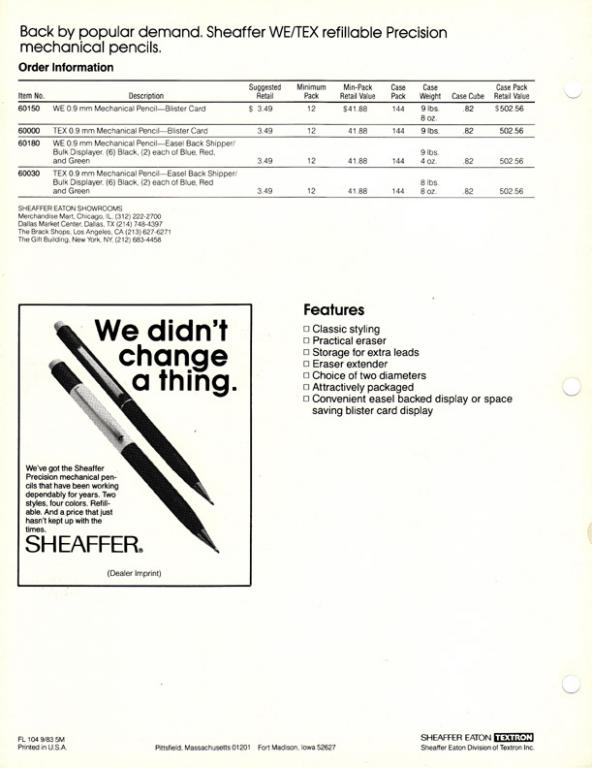 Back by popular demand. Sheaffer WE/TEX refillable Precision
mechanical pencils.
Order Information
Item No. Description Suggested Retail Minimum Pack Min-Pack Retail Value Case Pack Case Weight Case Cube Case Pack Retail Value
60150 WE 0.9 mm Mechanical Pencil—Blister Card $ 3.49 12 $41.88 144 9 lbs. 8 oz. .82 $502.56
60000 TEX 0.9 mm Mechanical Pencil—Blister Card 3.49 12 41.88 144 9 lbs. .82 502.56
60180 WE 0.9 mm Mechanical Pencil—Easel Back Shipper/
Bulk Displayer. (6) Black, (2) each of Blue, Red, 9 lbs.
and Green 3.49 12 41.88 144 4 oz. .82 502.56
60030 TEX 0.9 mm Mechanical Pencil—Easel Back Shipper/
Bulk Displayer. (6) Black, (2) each of Blue, Red 8 lbs.
and Green 3.49 12 41.88 144 8 oz. .82 502.56
SHEAFFER EATON SHOWROOMS
Merchandise Mart, Chicago, IL, (312) 222-2700
Dallas Market Center, Dallas, TX (214) 748-4397
The Brack Shops, Los Angeles, CA (213) 627-6271
The Gift Building, New York, NY, (212) 683-4458
We didn't
change
a thing.
We've got the Sheaffer
Precision mechanical pen-
cils that have been working
dependably for years. Two
styles, four colors. Refill-
able. And a price that just
hasn't kept up with the
times.
SHEAFFER®
(Dealer Imprint)
Features
□ Classic styling
□ Practical eraser
□ Storage for extra leads
□ Eraser extender
□ Choice of two diameters
□ Attractively packaged
□ Convenient easel backed display or space
saving blister card display
FL 104 9/83 5M
Printed in U.S.A.
Pittsfield, Massachusetts 01201 Fort Madison, Iowa 52627
SHEAFFER EATON TEXTRON
Sheaffer Eaton Division of Textron Inc.